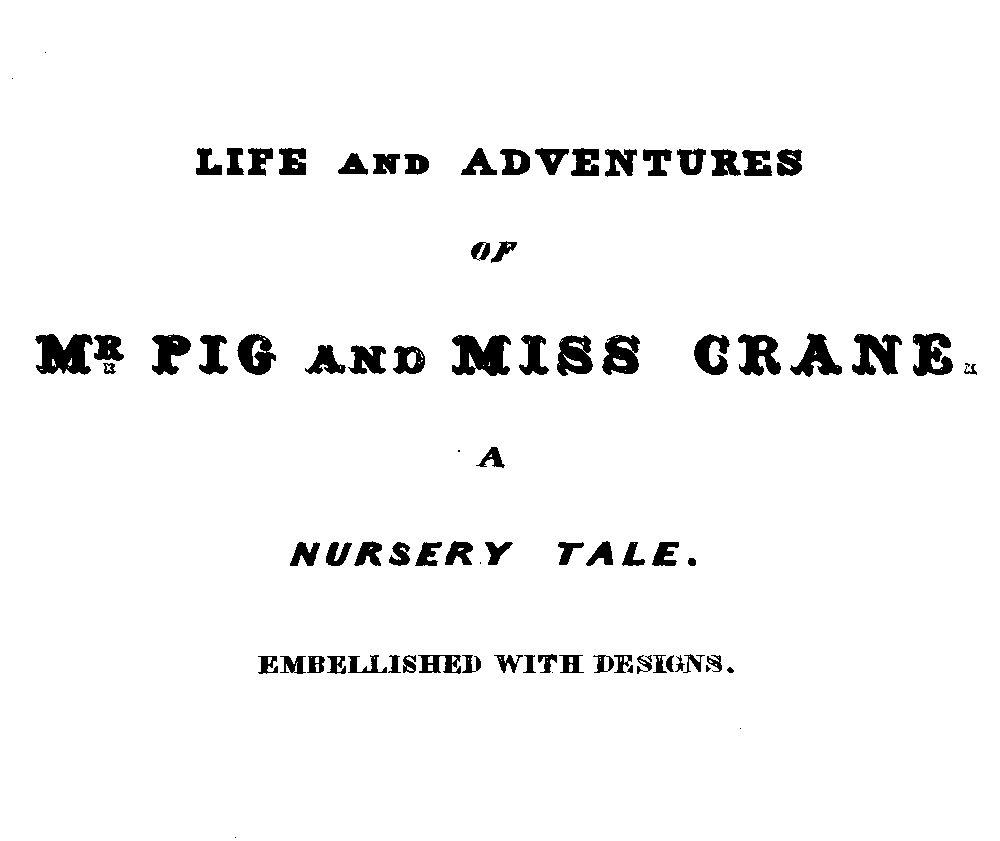 LIFE AND ADVENTURES
OF
MR. PIG AND MISS CRANE.
A
NURSERY TALE.
EMBELLISHED WITH DESIGNS.